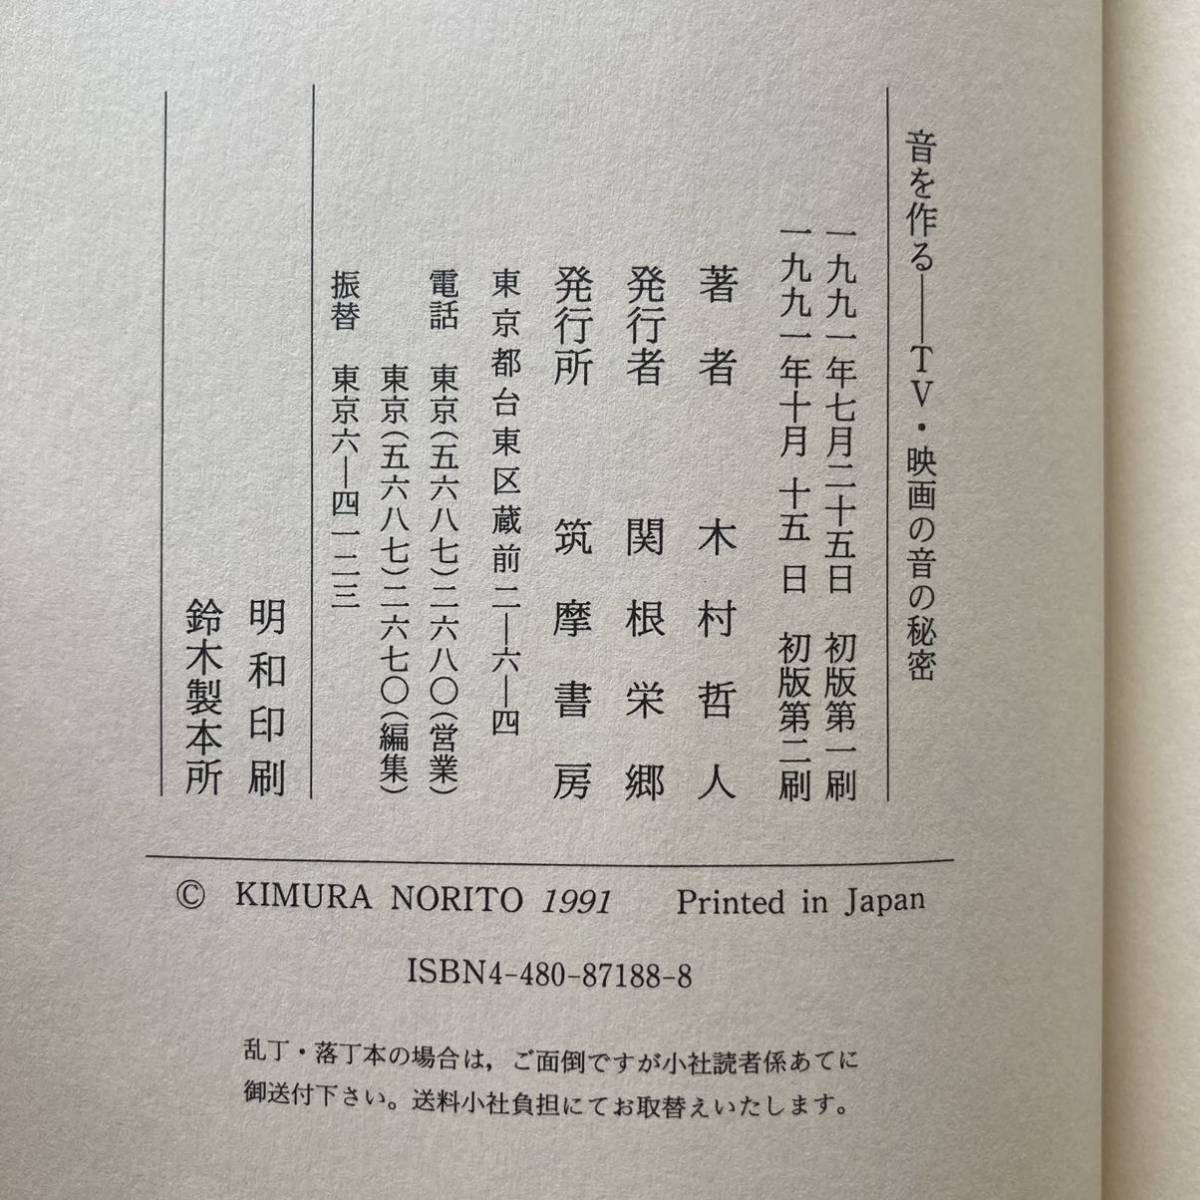 音を作る――TV・映画の音の秘密
一九九一年七月二十五日 初版第一刷
一九九一年十月十五日 初版第二刷
著者 木村哲人
発行者 関根栄郷
発行所 筑摩書房
東京都台東区蔵前二―六―四
電話 東京(五六八七)二六八〇(営業)
東京(五六八七)二六七〇(編集)
振替 東京六―四一二三
明和印刷
鈴木製本所
© KIMURA NORITO 1991 Printed in Japan
ISBN4-480-87188-8
乱丁・落丁本の場合は，ご面倒ですが小社読者係あてに
御送付下さい。送料小社負担にてお取替えいたします。